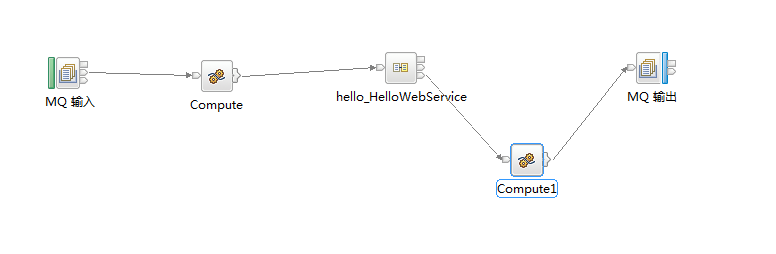 MQ 输入
Compute
hello_HelloWebService
MQ 输出
Compute1